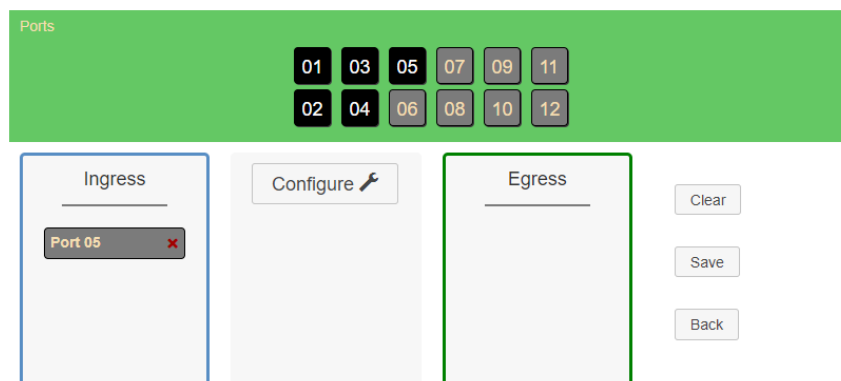 Ports
01 03 05 07 09 11
02 04 06 08 10 12
Ingress
Port 05
Configure
Egress
Clear
Save
Back